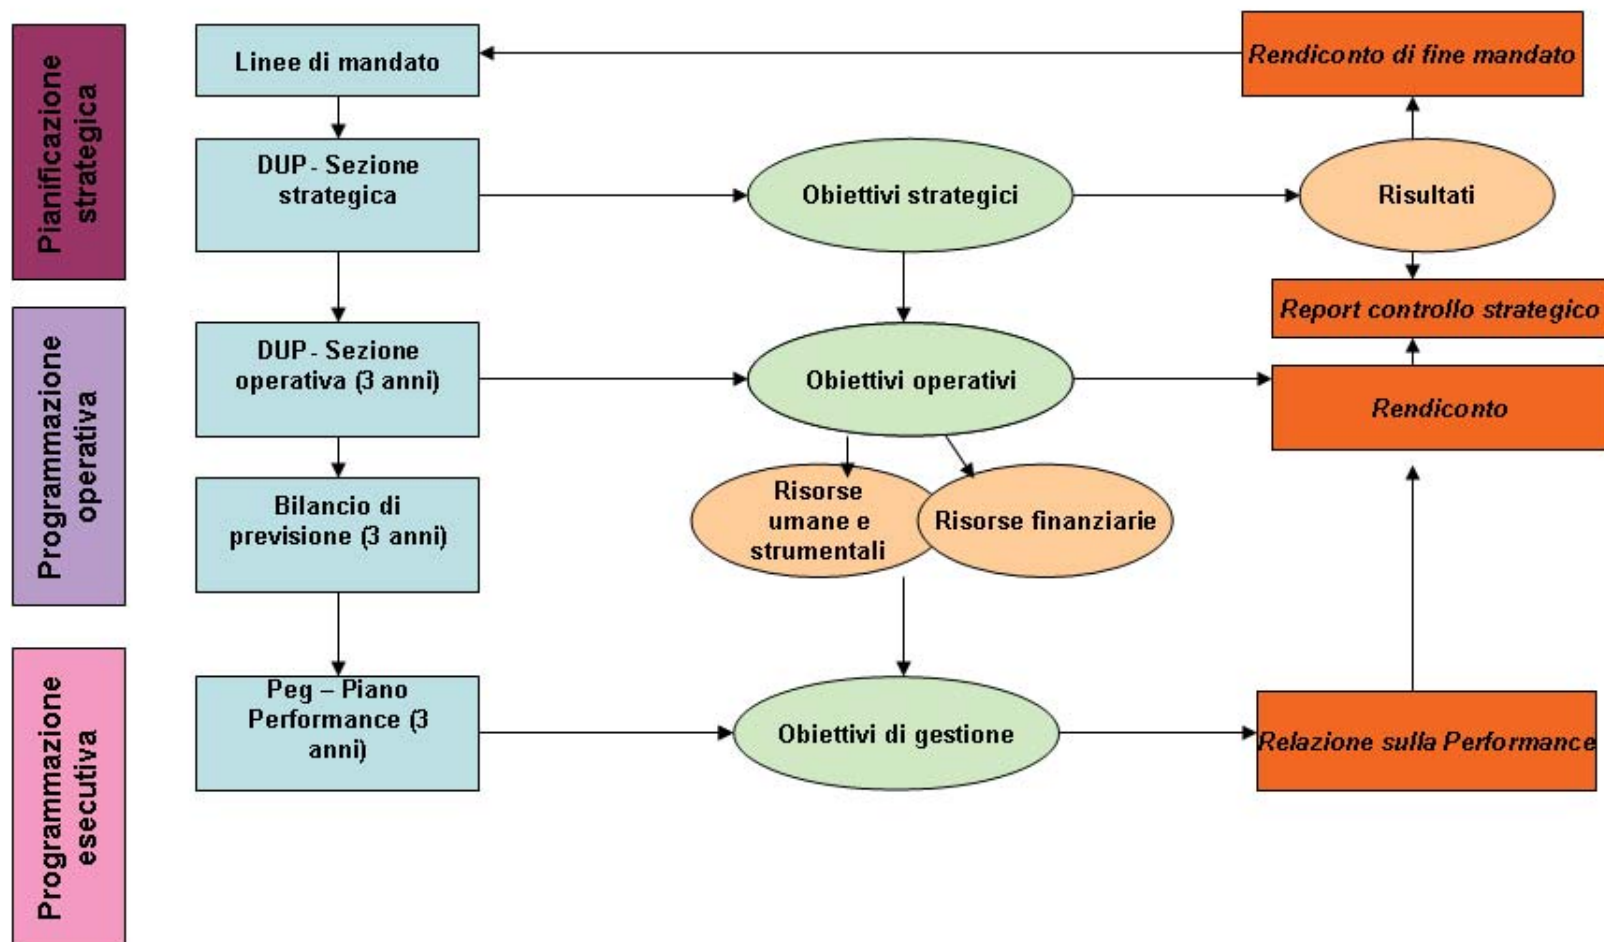 Pianificazione
strategica
Linee di mandato
Rendiconto di fine mandato
DUP - Sezione
strategica
Obiettivi strategici
Risultati
Report controllo strategico
Programmazione
operativa
DUP - Sezione
operativa (3 anni)
Obiettivi operativi
Rendiconto
Bilancio di
previsione (3 anni)
Risorse
umane e
strumentali
Risorse finanziarie
Programmazione
esecutiva
Peg – Piano
Performance (3
anni)
Obiettivi di gestione
Relazione sulla Performance